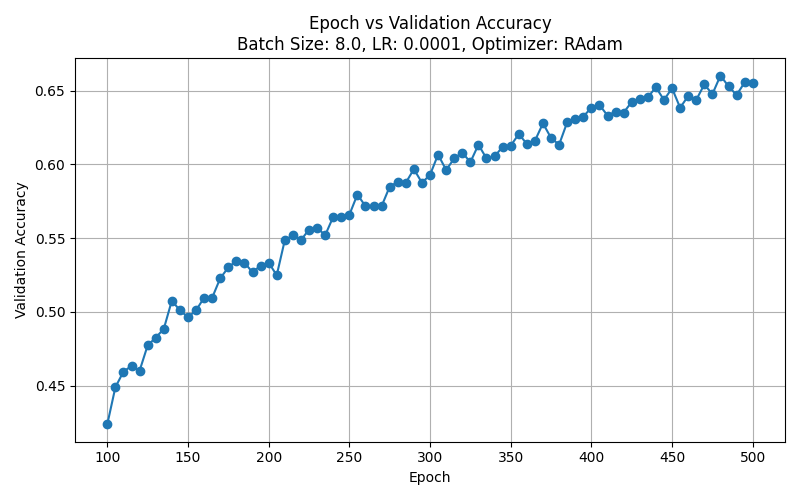 Epoch vs Validation Accuracy
Batch Size: 8.0, LR: 0.0001, Optimizer: RAdam
Validation Accuracy
0.65
0.60
0.55
0.50
0.45
100 150 200 250 300 350 400 450 500
Epoch